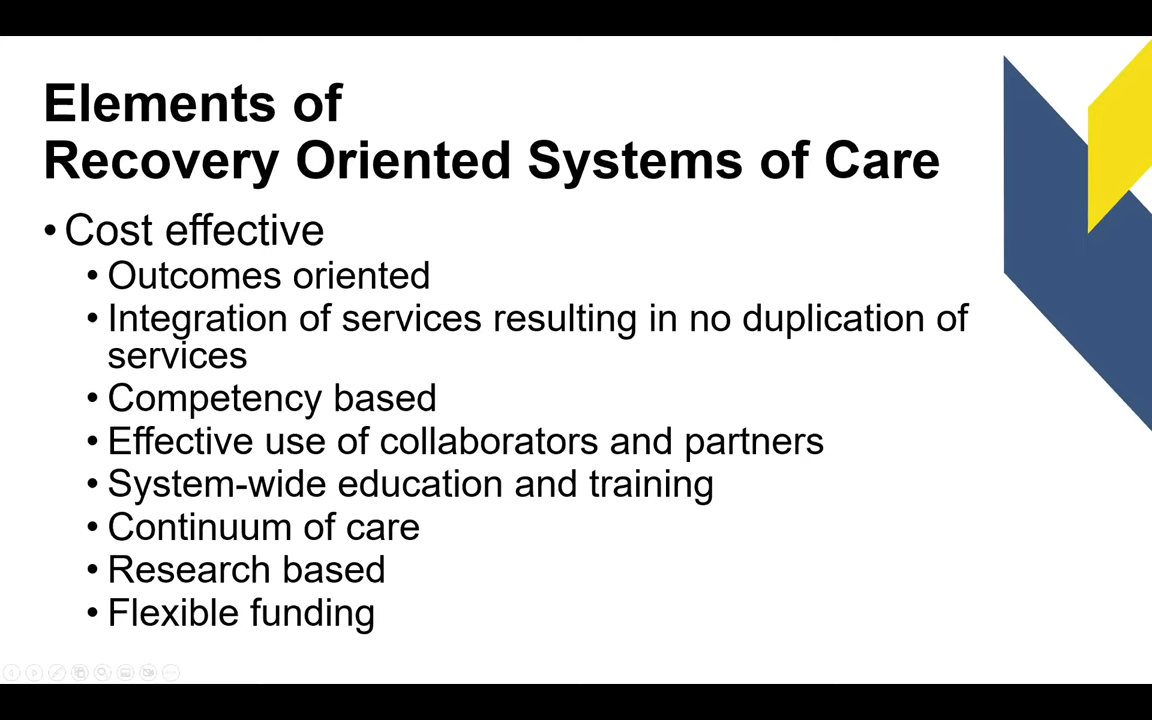 Elements of
Recovery Oriented Systems of Care
• Cost effective
• Outcomes oriented
• Integration of services resulting in no duplication of
services
• Competency based
• Effective use of collaborators and partners
• System-wide education and training
• Continuum of care
• Research based
• Flexible funding